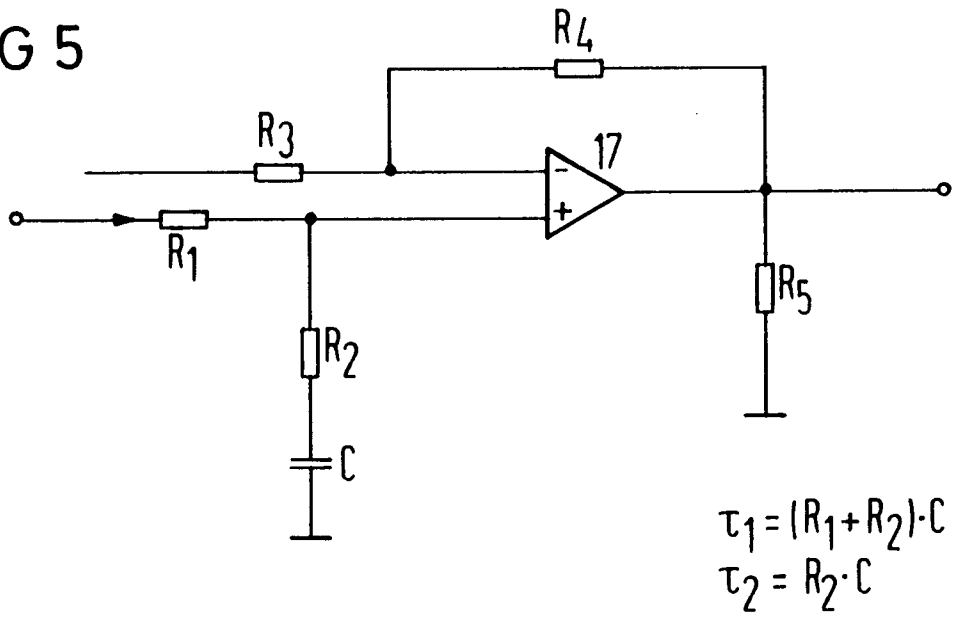 G 5
R4
R3
17
-
+
R1
R5
R2
C
τ1 = (R1 + R2)·C
τ2 = R2·C